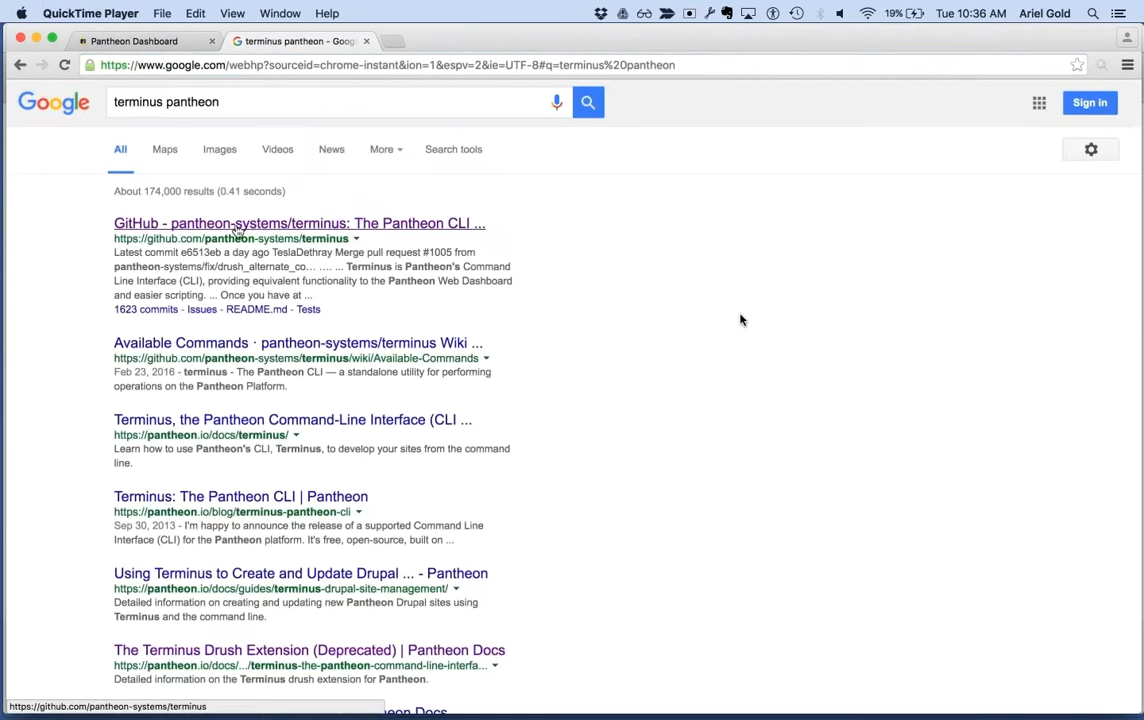 QuickTime Player File Edit View Window Help 19% Tue 10:36 AM Ariel Gold
Pantheon Dashboard terminus pantheon - Goog
https://www.google.com/webhp?sourceid=chrome-instant&ion=1&espv=2&ie=UTF-8#q=terminus%20pantheon
Google terminus pantheon Sign in
All Maps Images Videos News More Search tools
About 174,000 results (0.41 seconds)
GitHub - pantheon-systems/terminus: The Pantheon CLI ...
https://github.com/pantheon-systems/terminus
Latest commit e6513eb a day ago TeslaDethray Merge pull request #1005 from
pantheon-systems/fix/drush_alternate_co... .... ... Terminus is Pantheon's Command
Line Interface (CLI), providing equivalent functionality to the Pantheon Web Dashboard
and easier scripting. ... Once you have at ...
1623 commits - Issues - README.md - Tests
Available Commands · pantheon-systems/terminus Wiki ...
https://github.com/pantheon-systems/terminus/wiki/Available-Commands
Feb 23, 2016 - terminus - The Pantheon CLI — a standalone utility for performing
operations on the Pantheon Platform.
Terminus, the Pantheon Command-Line Interface (CLI ...
https://pantheon.io/docs/terminus/
Learn how to use Pantheon's CLI, Terminus, to develop your sites from the command
line.
Terminus: The Pantheon CLI | Pantheon
https://pantheon.io/blog/terminus-pantheon-cli
Sep 30, 2013 - I'm happy to announce the release of a supported Command Line
Interface (CLI) for the Pantheon platform. It's free, open-source, built on ...
Using Terminus to Create and Update Drupal ... - Pantheon
https://pantheon.io/docs/guides/terminus-drupal-site-management/
Detailed information on creating and updating new Pantheon Drupal sites using
Terminus and the command line.
The Terminus Drush Extension (Deprecated) | Pantheon Docs
https://pantheon.io/docs/.../terminus-the-pantheon-command-line-interfa...
Detailed information on the Terminus drush extension for Pantheon.
https://github.com/pantheon-systems/terminus